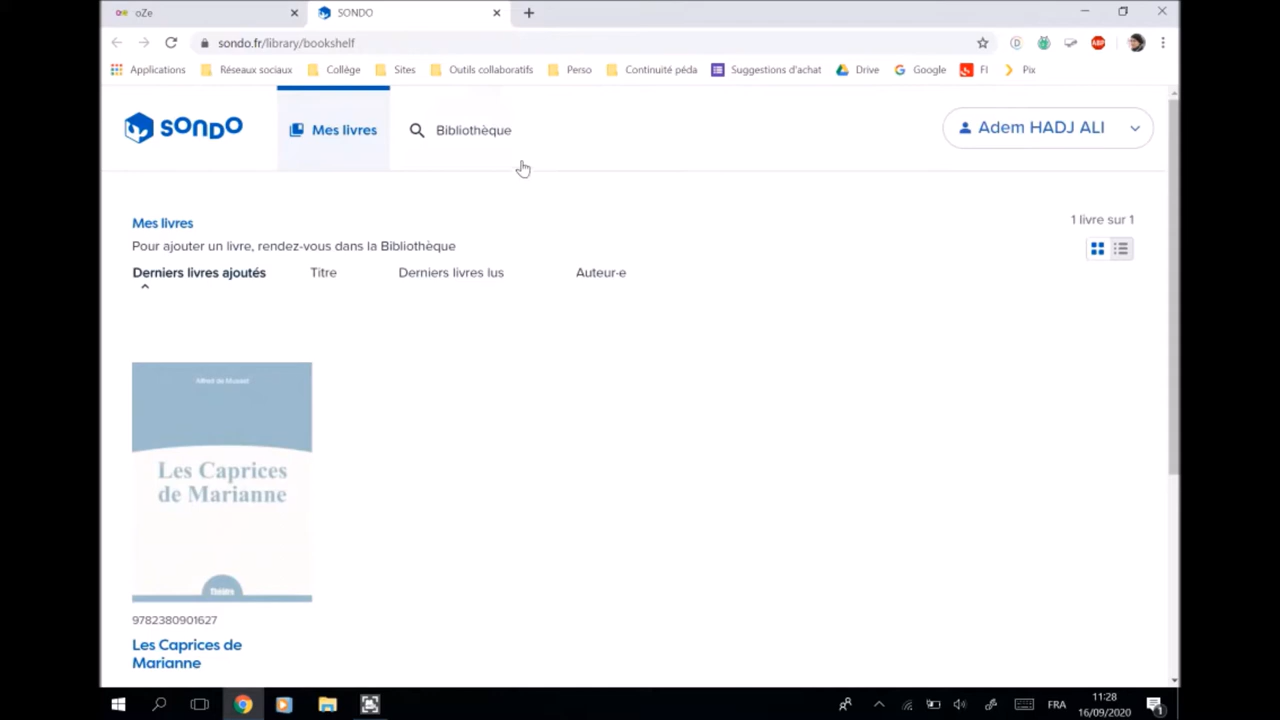 oZe
SONDO
sondo.fr/library/bookshelf
Applications
Réseaux sociaux
Collége
Sites
Outils collaboratifs
Perso
Continuité péda
Suggestions d'achat
Drive
Google
FI
Pix
SONDO
Mes livres
Bibliothèque
Adem HADJ ALI
Mes livres
1 livre sur 1
Pour ajouter un livre, rendez-vous dans la Bibliothèque
Derniers livres ajoutés
Titre
Derniers livres lus
Auteur·e
Alfred de Musset
Les Caprices
de Marianne
Théâtre
9782380901627
Les Caprices de
Marianne
FRA
11:28
16/09/2020
1